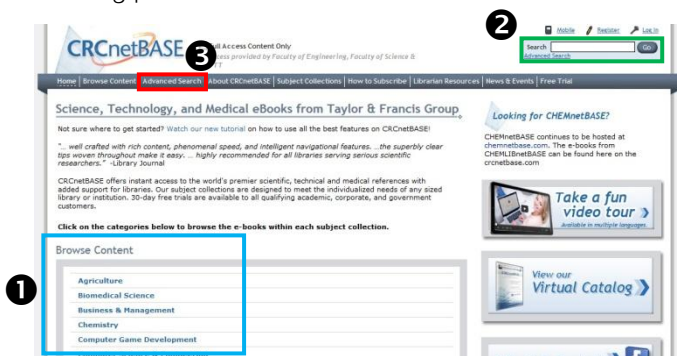 ❷
Mobile Register Log In
CRCnetBASE
Full Access Content Only
Access provided by Faculty of Engineering, Faculty of Science &
Search Go
Advanced Search
❸
Home | Browse Content | Advanced Search | About CRCnetBASE | Subject Collections | How to Subscribe | Librarian Resources | News & Events | Free Trial
Science, Technology, and Medical eBooks from Taylor & Francis Group
Not sure where to get started? Watch our new tutorial on how to use all the best features on CRCnetBASE!
"... well crafted with rich content, phenomenal speed, and intelligent navigational features. ...the superbly clear
tips woven throughout make it easy. ... highly recommended for all libraries serving serious scientific
researchers." -Library Journal
CRCnetBASE offers instant access to the world's premier scientific, technical and medical references with
added support for libraries. Our subject collections are designed to meet the individualized needs of any sized
library or institution. 30-day free trials are available to all qualifying academic, corporate, and government
customers.
Click on the categories below to browse the e-books within each subject collection.
Browse Content
❶
Agriculture
Biomedical Science
Business & Management
Chemistry
Computer Game Development
Looking for CHEMnetBASE?
CHEMnetBASE continues to be hosted at
chemnetbase.com. The e-books from
CHEMLIBnetBASE can be found here on the
crcnetbase.com
Take a fun
video tour
Available in multiple languages
View our
Virtual Catalog